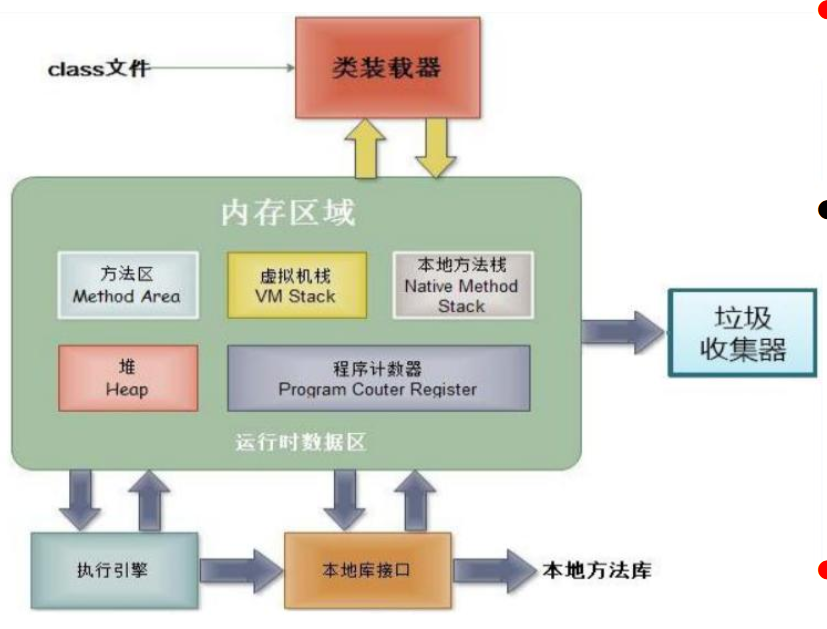 class文件
类装载器
内存区域
方法区
Method Area
虚拟机栈
VM Stack
本地方法栈
Native Method
Stack
堆
Heap
程序计数器
Program Couter Register
运行时数据区
垃圾
收集器
执行引擎
本地库接口
本地方法库